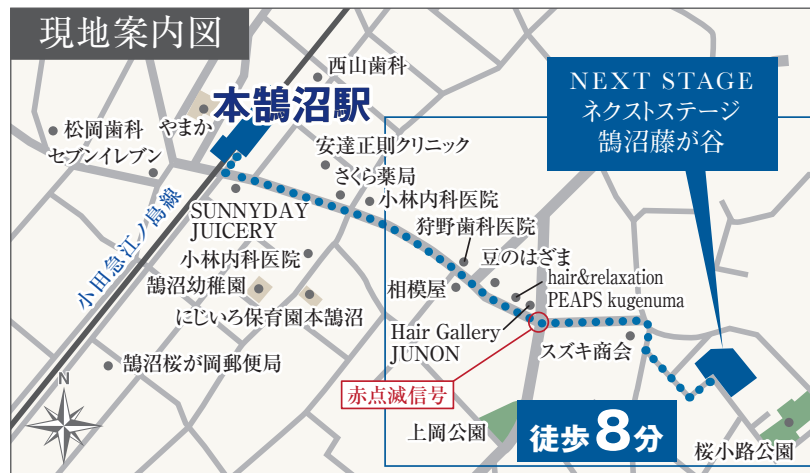 現地案内図
西山歯科
本鵠沼駅
やまか
松岡歯科
セブンイレブン
NEXT STAGE
ネクストステージ
鵠沼藤が谷
安達正則クリニック
さくら薬局
小林内科医院
SUNNYDAY
JUICERY
狩野歯科医院
小田急江ノ島線
小林内科医院
豆のはざま
hair&relaxation
PEAPS kugenuma
鵠沼幼稚園
相模屋
にじいろ保育園本鵠沼
Hair Gallery
JUNON
スズキ商会
鵠沼桜が岡郵便局
赤点滅信号
N
上岡公園
徒歩8分
桜小路公園